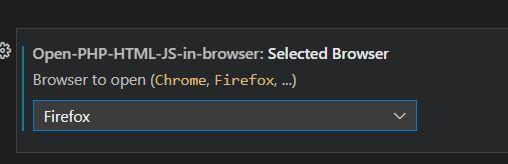 Open-PHP-HTML-JS-in-browser: Selected Browser
Browser to open (Chrome, Firefox, ...)
Firefox